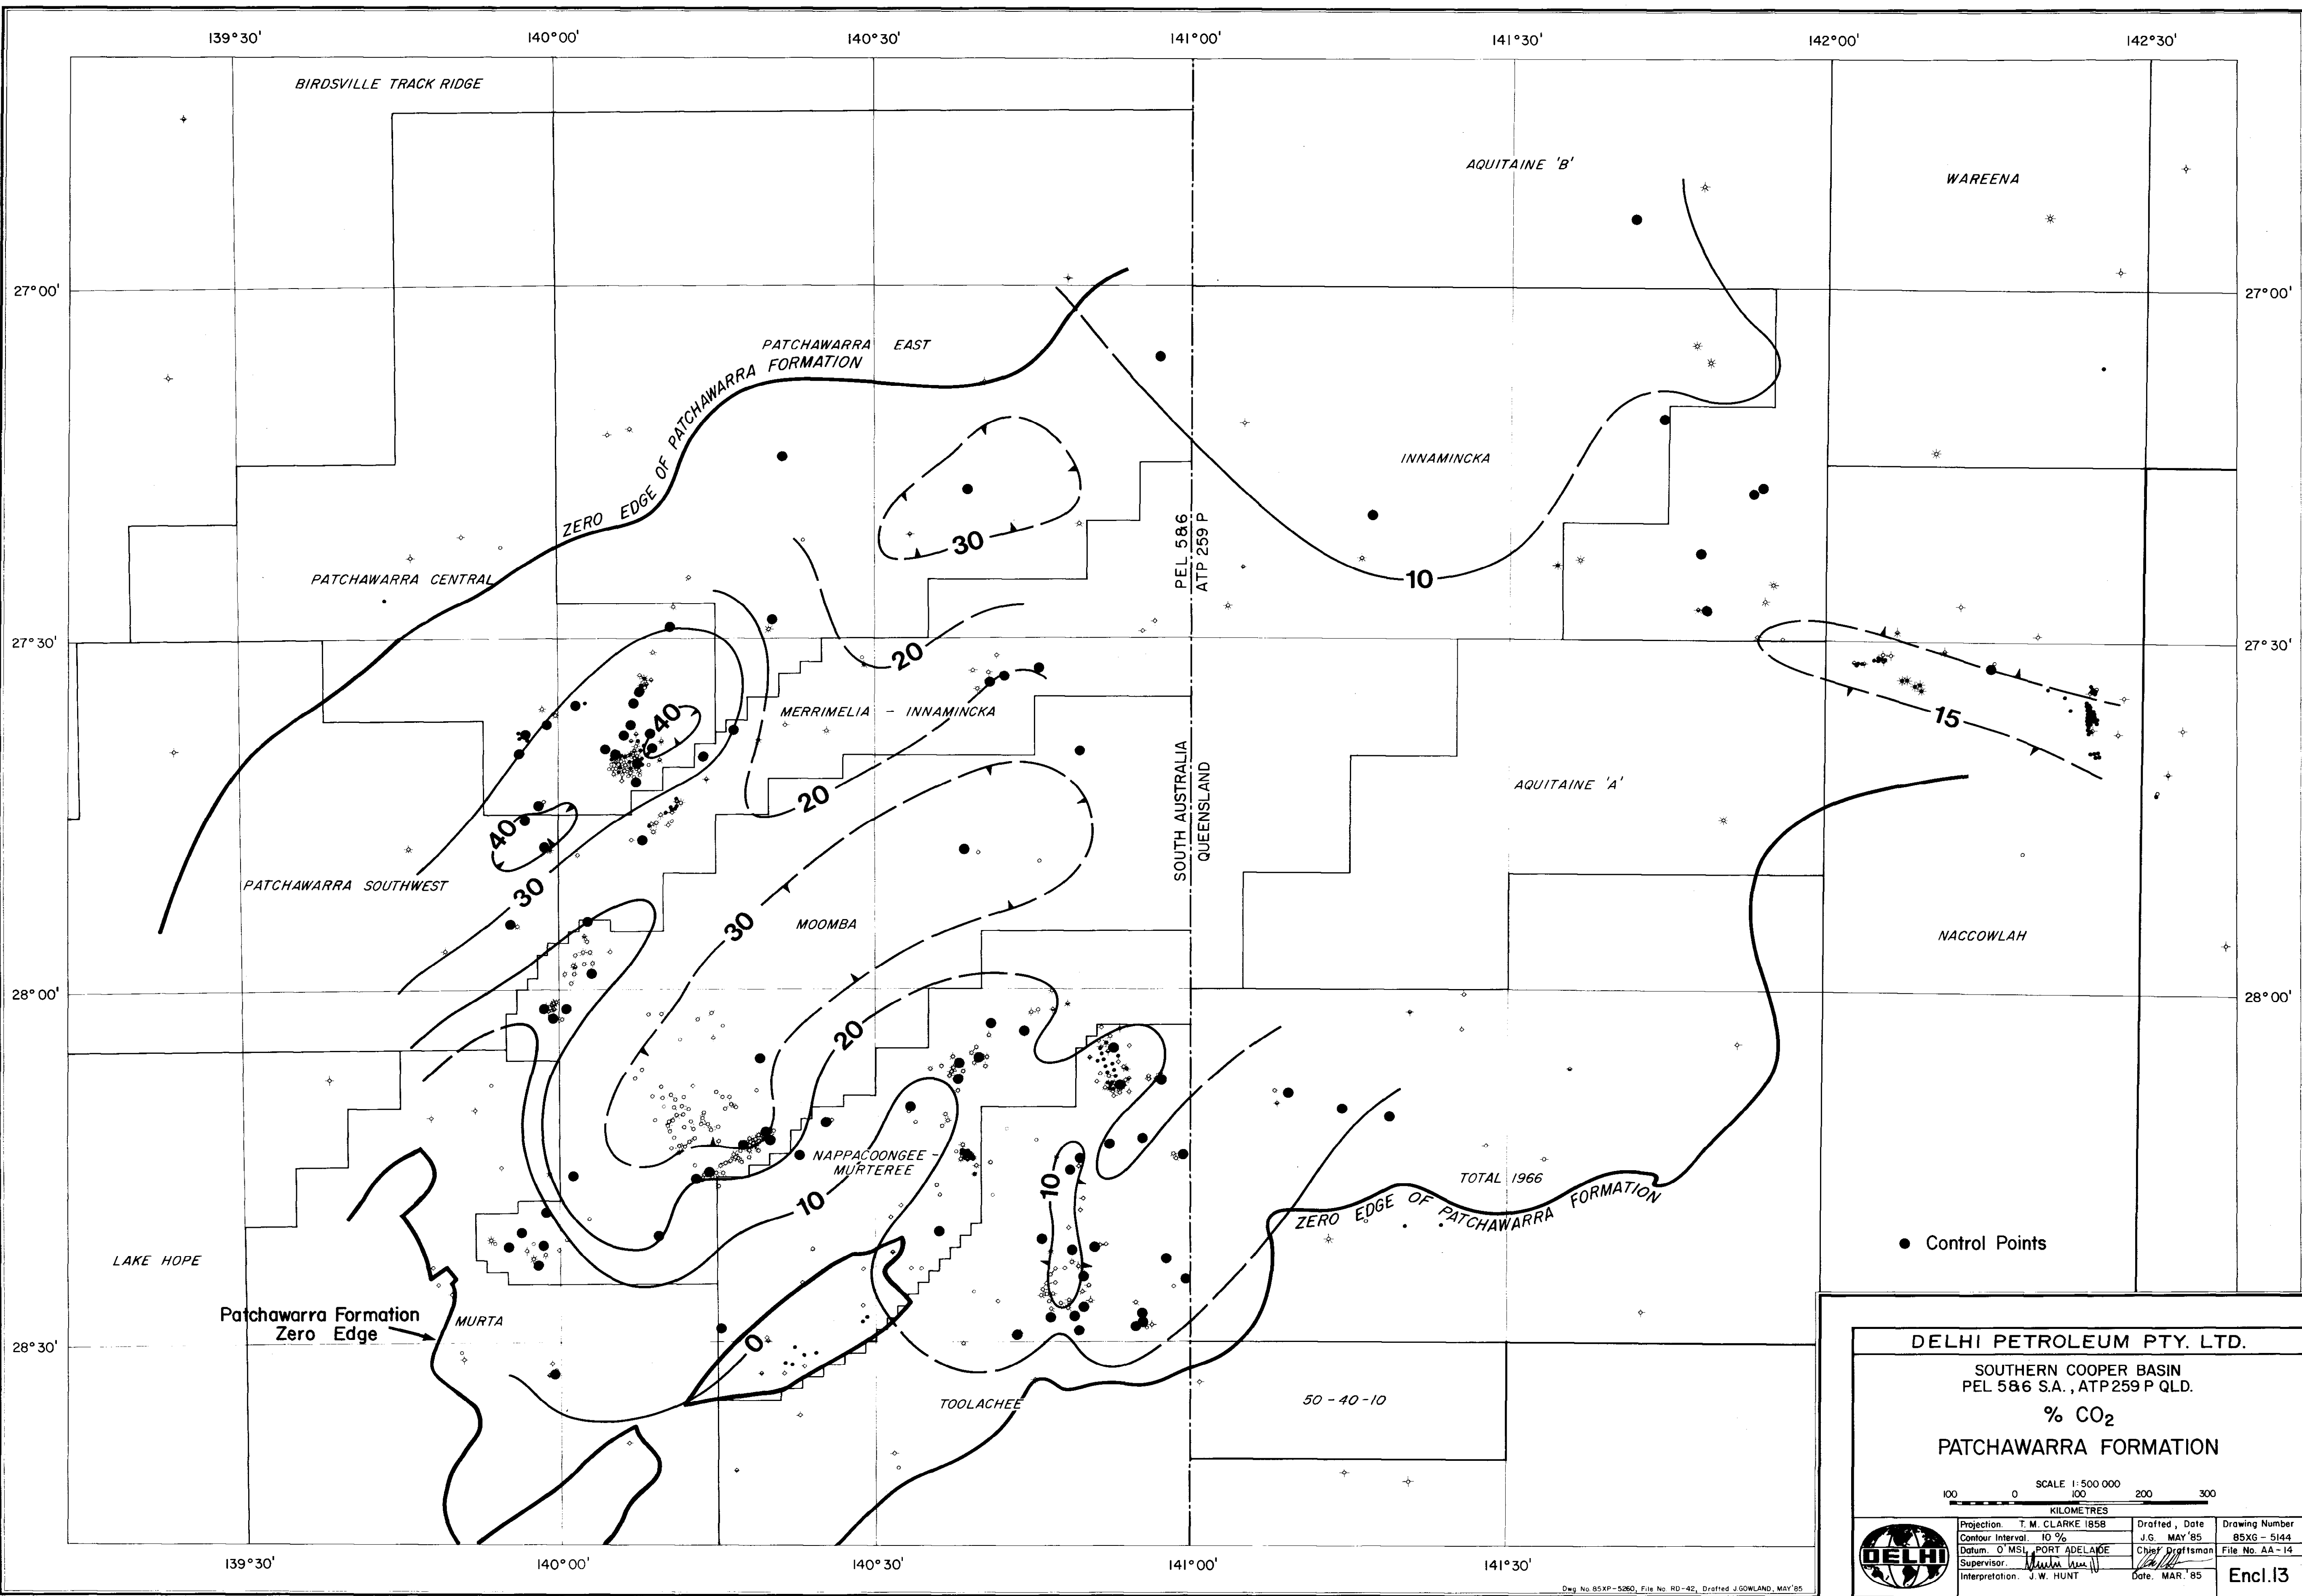 139°30'
140°00'
140°30'
141°00'
141°30'
142°00'
142°30'
BIRDSVILLE TRACK RIDGE
AQUITAINE 'B'
WAREENA
27°00'
27°00'
PATCHAWARRA EAST
ZERO EDGE OF PATCHAWARRA FORMATION
INNAMINCKA
30
PEL 5&6
ATP 259 P
10
PATCHAWARRA CENTRAL
27°30'
27°30'
20
40
MERRIMELIA - INNAMINCKA
15
20
SOUTH AUSTRALIA
QUEENSLAND
AQUITAINE 'A'
40
PATCHAWARRA SOUTHWEST
30
30
MOOMBA
NACCOWLAH
28°00'
28°00'
20
NAPPACOONGEE -
MURTEREE
10
10
TOTAL 1966
ZERO EDGE OF PATCHAWARRA FORMATION
Control Points
LAKE HOPE
Patchawarra Formation
Zero Edge
MURTA
28°30'
0
TOOLACHEE
50-40-10
139°30'
140°00'
140°30'
141°00'
141°30'
DELHI PETROLEUM PTY. LTD.
SOUTHERN COOPER BASIN
PEL 5&6 S.A., ATP 259 P QLD.
% CO₂
PATCHAWARRA FORMATION
SCALE 1:500 000
100 0 100 200 300
KILOMETRES
DELHI
Projection. T. M. CLARKE 1858
Drafted, Date
Drawing Number
Contour Interval. 10 %
J.G. MAY '85
85XG - 5144
Datum. O' MSL, PORT ADELAIDE
Chief Draftsman
File No. AA-14
Supervisor.
Interpretation. J.W. HUNT
Date. MAR. '85
Encl.13
Dwg No. 85XP-5260, File No. RD-42, Drafted J.GOWLAND, MAY '85